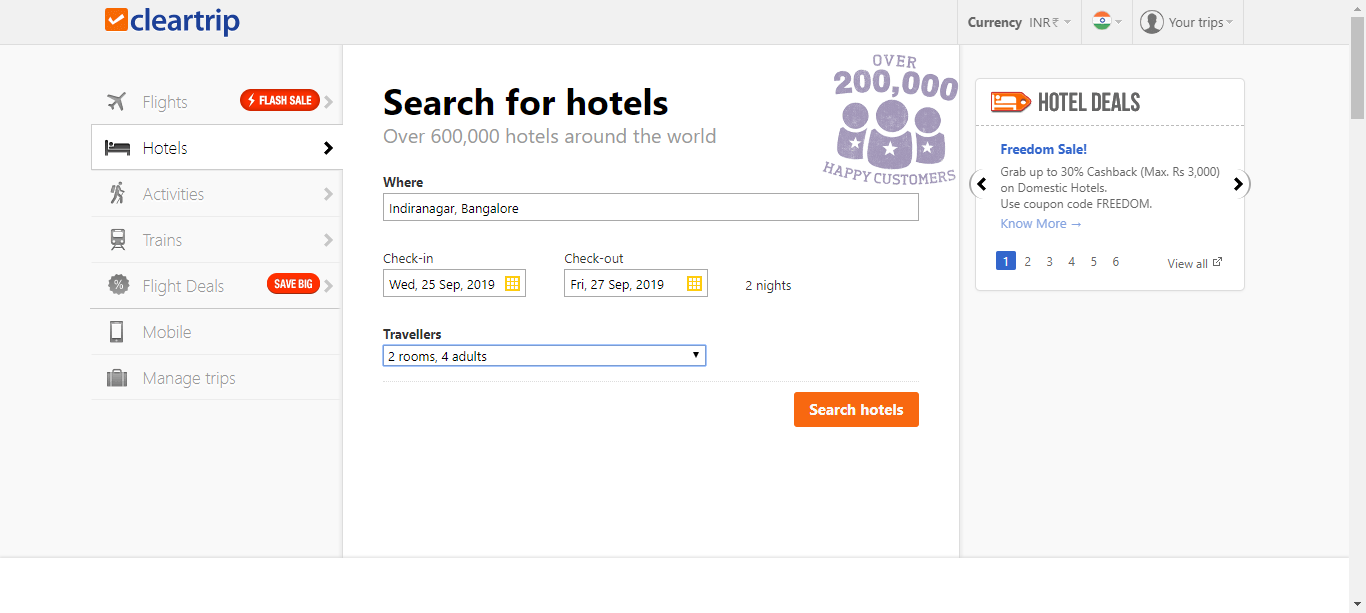 cleartrip
Currency INR₹
Your trips
Flights
FLASH SALE
Hotels
Activities
Trains
%
Flight Deals
SAVE BIG
Mobile
Manage trips
Search for hotels
Over 600,000 hotels around the world
OVER
200,000
HAPPY CUSTOMERS
Where
Indiranagar, Bangalore
Check-in
Check-out
Wed, 25 Sep, 2019
Fri, 27 Sep, 2019
2 nights
Travellers
2 rooms, 4 adults
Search hotels
HOTEL DEALS
Freedom Sale!
Grab up to 30% Cashback (Max. Rs 3,000)
on Domestic Hotels.
Use coupon code FREEDOM.
Know More →
1 2 3 4 5 6
View all